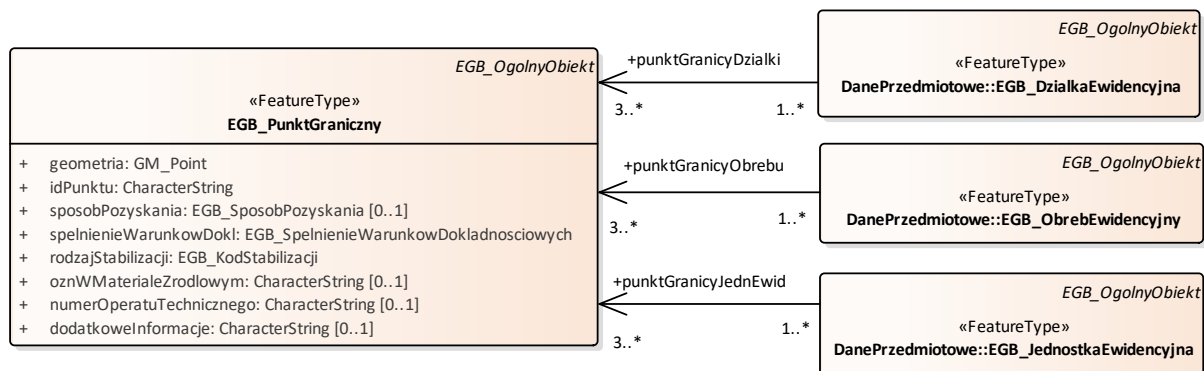 EGB_OgolnyObiekt
«FeatureType»
EGB_PunktGraniczny
+ geometria: GM_Point
+ idPunktu: CharacterString
+ sposobPozyskania: EGB_SposobPozyskania [0..1]
+ spelnienieWarunkowDokl: EGB_SpelnienieWarunkowDokladnosciowych
+ rodzajStabilizacji: EGB_KodStabilizacji
+ oznWMaterialeZrodlowym: CharacterString [0..1]
+ numerOperatuTechnicznego: CharacterString [0..1]
+ dodatkoweInformacje: CharacterString [0..1]
+punktGranicyDzialki
3..* 1..*
EGB_OgolnyObiekt
«FeatureType»
DanePrzedmiotowe::EGB_DzialkaEwidencyjna
+punktGranicyObrebu
3..* 1..*
EGB_OgolnyObiekt
«FeatureType»
DanePrzedmiotowe::EGB_ObrebEwidencyjny
+punktGranicyJednEwid
3..* 1..*
EGB_OgolnyObiekt
«FeatureType»
DanePrzedmiotowe::EGB_JednostkaEwidencyjna